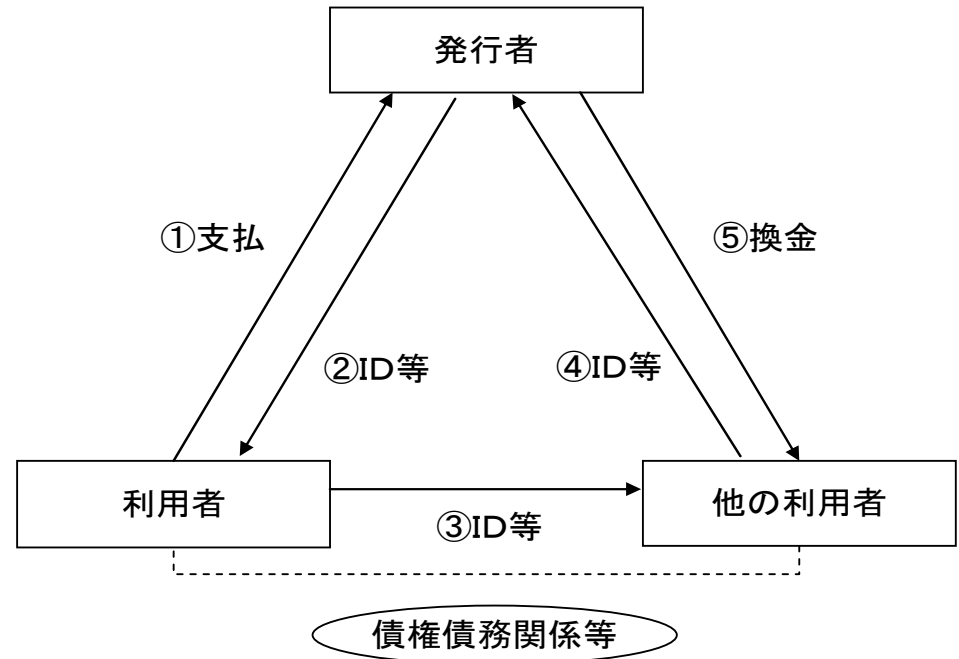 発行者
①支払
⑤換金
②ID等
④ID等
利用者
他の利用者
③ID等
債権債務関係等